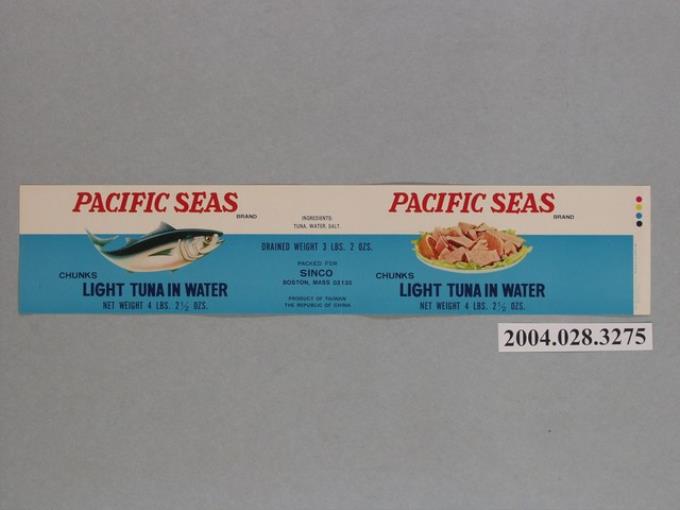 PACIFIC SEAS
BRAND
CHUNKS
LIGHT TUNA IN WATER
NET WEIGHT 4 LBS. 2½ OZS.
INGREDIENTS:
TUNA, WATER, SALT.
DRAINED WEIGHT 3 LBS. 2 OZS.
PACKED FOR
SINCO
BOSTON, MASS 02130
PRODUCT OF TAIWAN
THE REPUBLIC OF CHINA
PACIFIC SEAS
BRAND
CHUNKS
LIGHT TUNA IN WATER
NET WEIGHT 4 LBS. 2½ OZS.
2004.028.3275